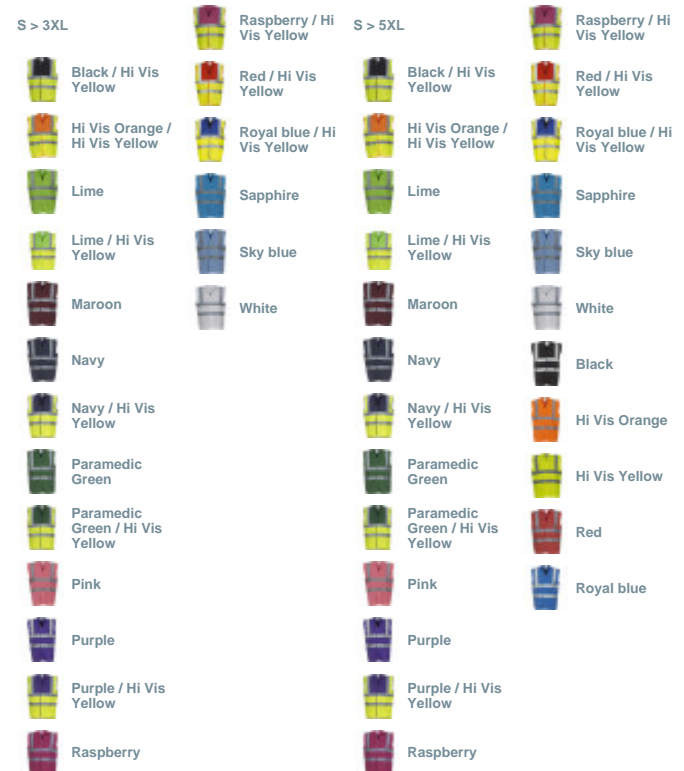 S > 3XL
Black / Hi Vis
Yellow
Hi Vis Orange /
Hi Vis Yellow
Lime
Lime / Hi Vis
Yellow
Maroon
Navy
Navy / Hi Vis
Yellow
Paramedic
Green
Paramedic
Green / Hi Vis
Yellow
Pink
Purple
Purple / Hi Vis
Yellow
Raspberry
Raspberry / Hi
Vis Yellow
Red / Hi Vis
Yellow
Royal blue / Hi
Vis Yellow
Sapphire
Sky blue
White
S > 5XL
Black / Hi Vis
Yellow
Hi Vis Orange /
Hi Vis Yellow
Lime
Lime / Hi Vis
Yellow
Maroon
Navy
Navy / Hi Vis
Yellow
Paramedic
Green
Paramedic
Green / Hi Vis
Yellow
Pink
Purple
Purple / Hi Vis
Yellow
Raspberry
Raspberry / Hi
Vis Yellow
Red / Hi Vis
Yellow
Royal blue / Hi
Vis Yellow
Sapphire
Sky blue
White
Black
Hi Vis Orange
Hi Vis Yellow
Red
Royal blue